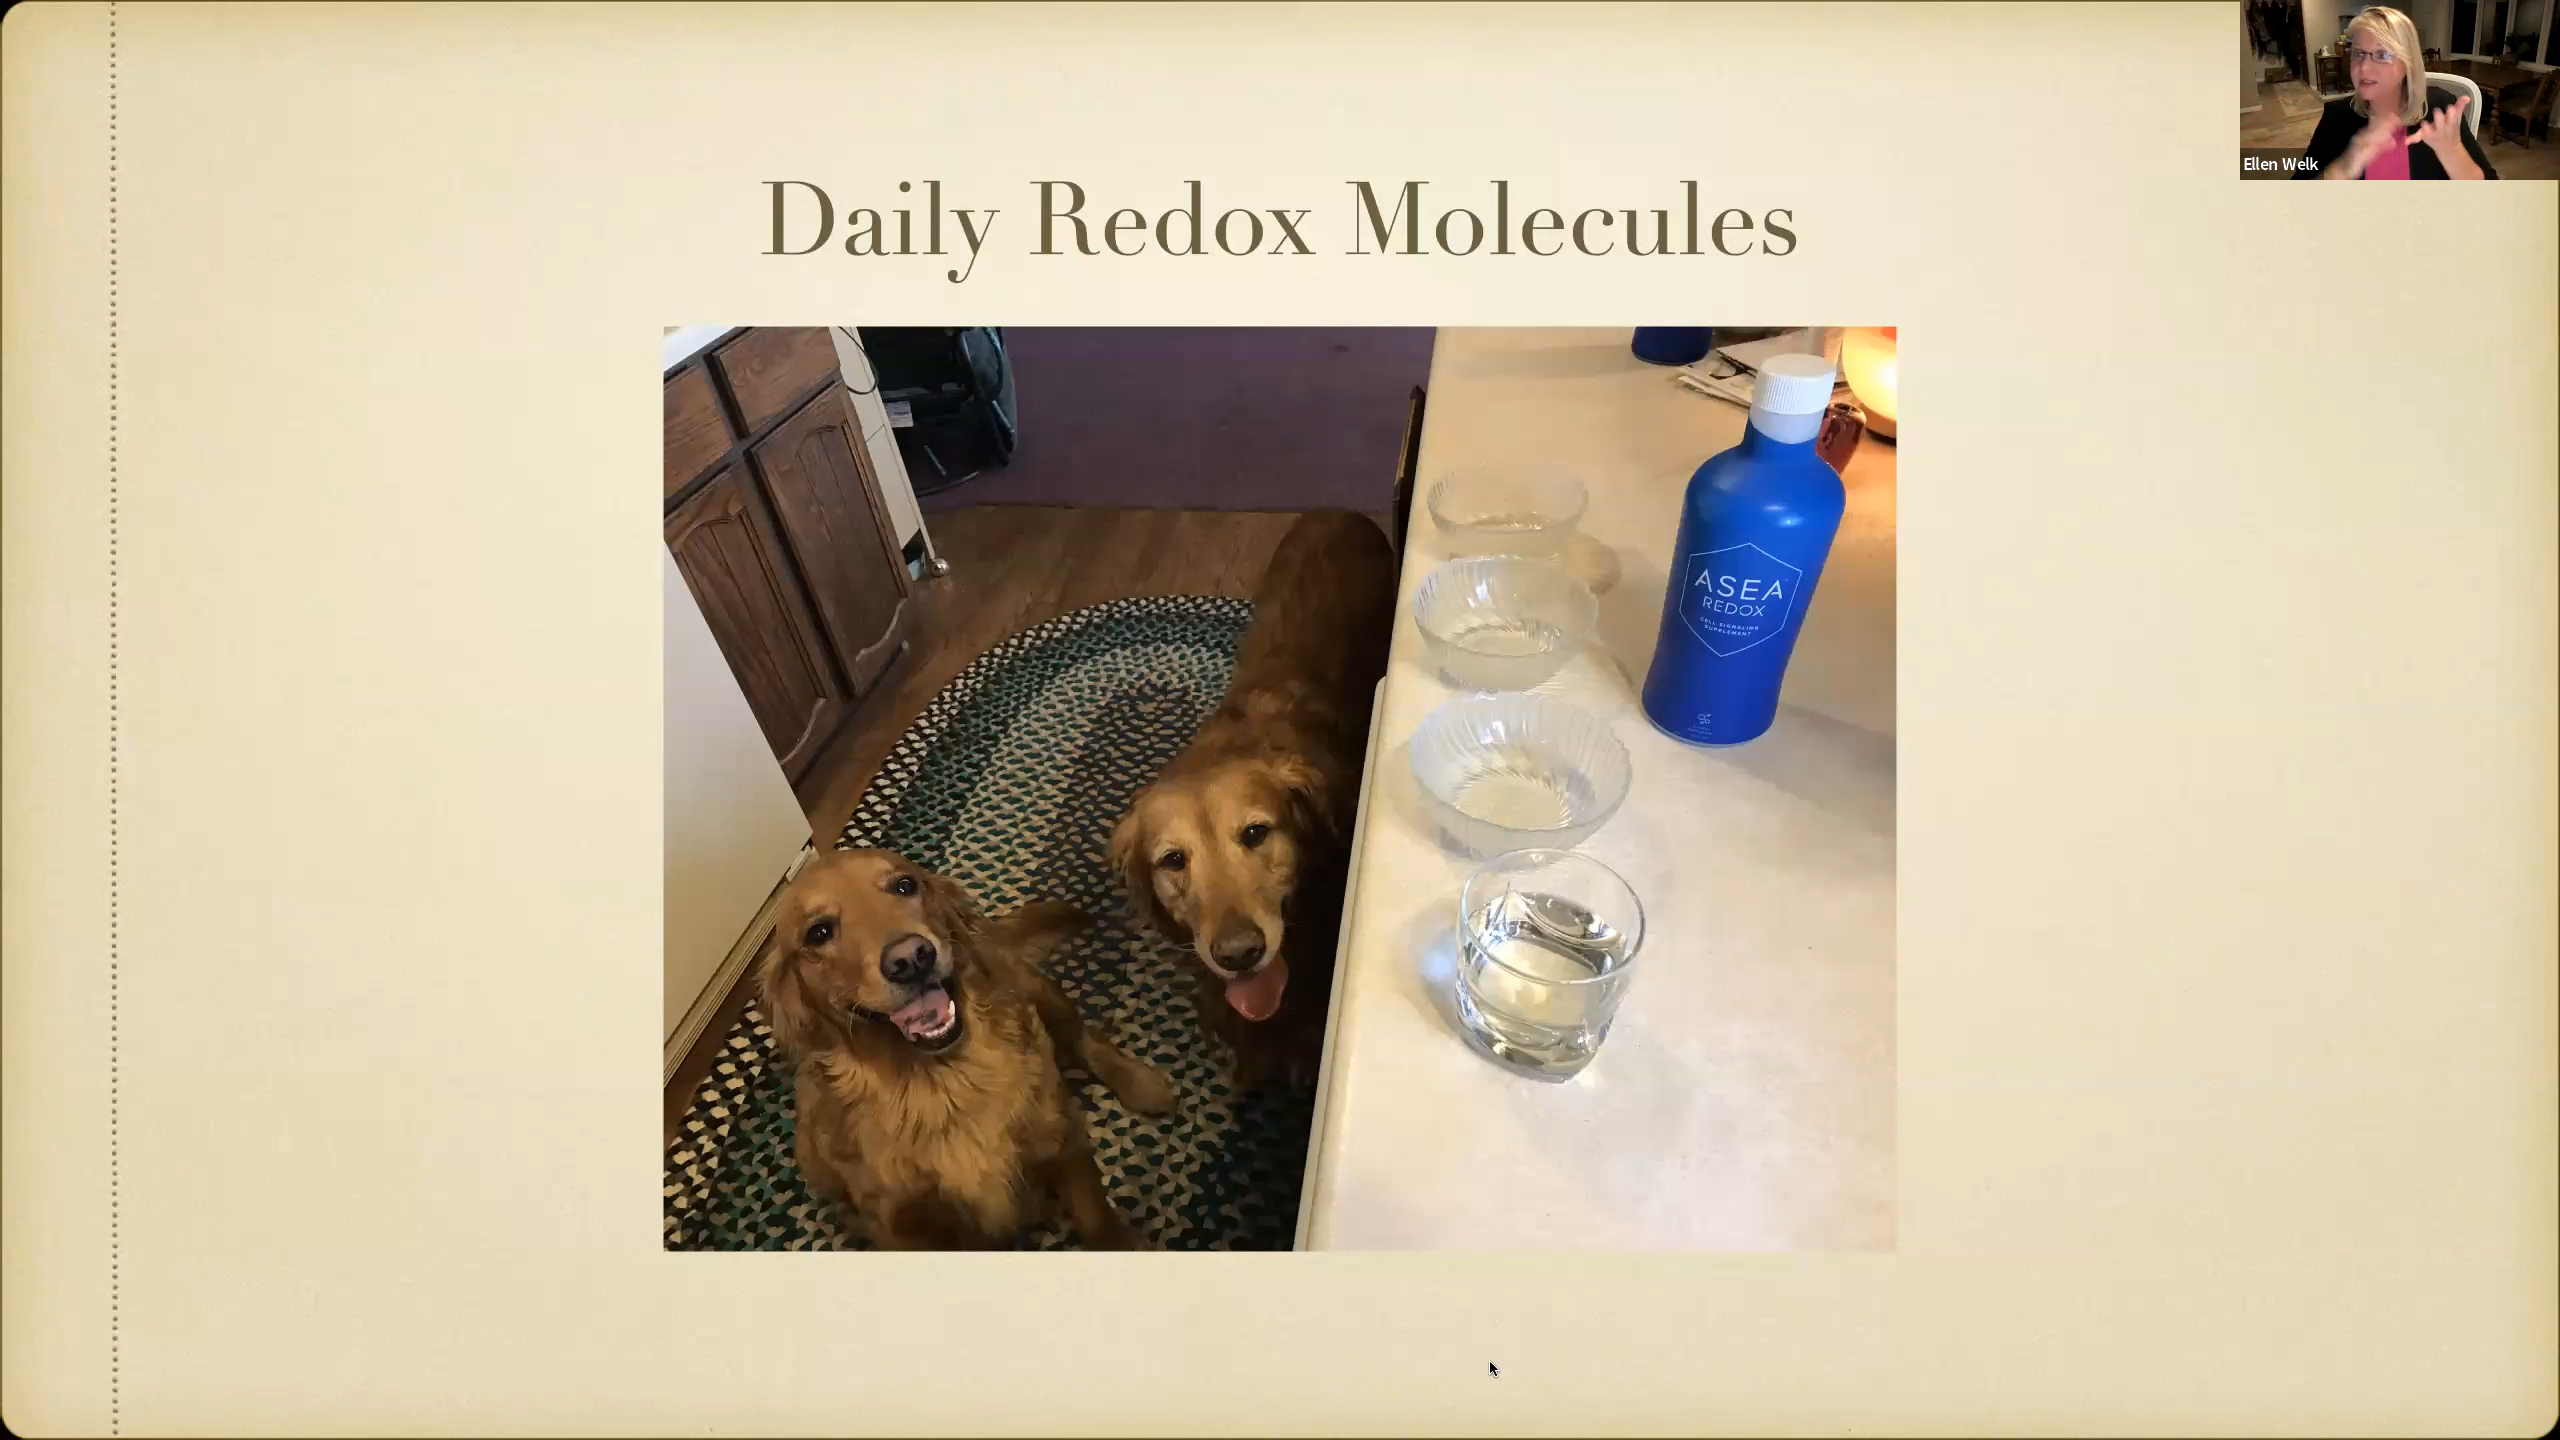 Daily Redox Molecules
Ellen Welk
ASEA
REDOX
CELL SIGNALING
SUPPLEMENT